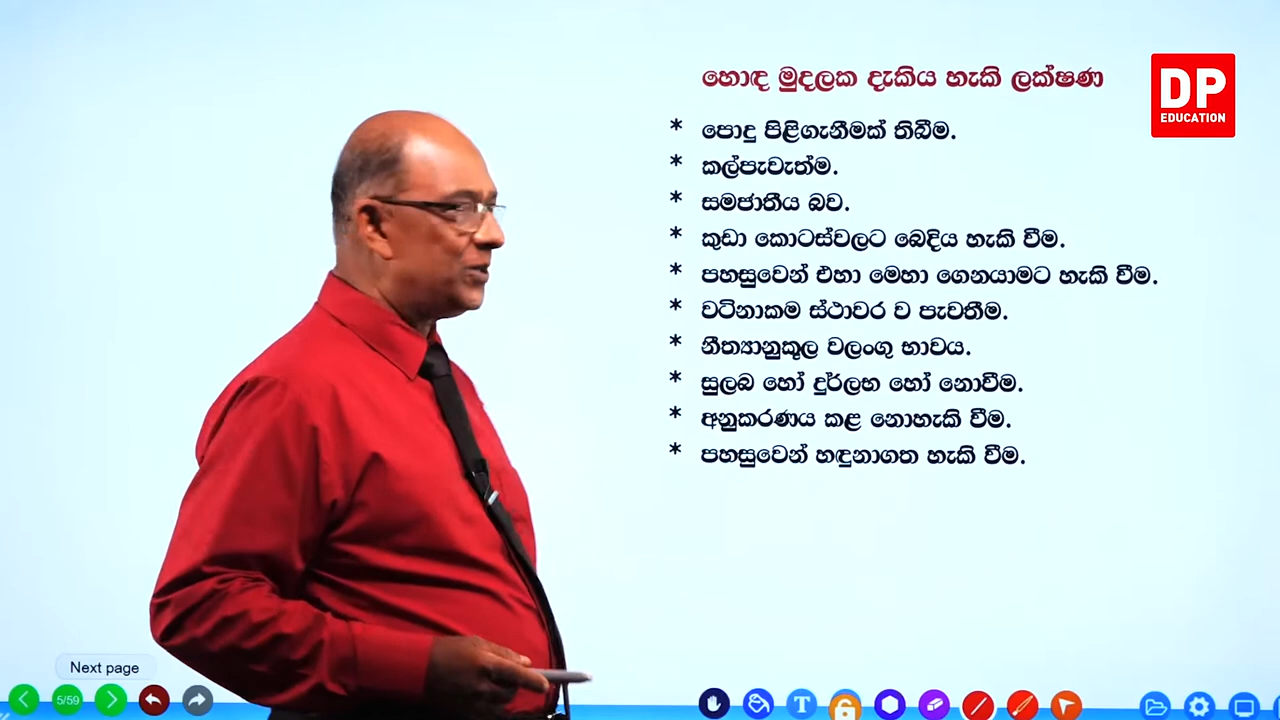 හොඳ මුදලක දැකිය හැකි ලක්ෂණ
DP
EDUCATION
* පොදු පිළිගැනීමක් තිබීම.
* කල්පැවැත්ම.
* සමජාතීය බව.
* කුඩා කොටස්වලට බෙදිය හැකි වීම.
* පහසුවෙන් එහා මෙහා ගෙනයාමට හැකි වීම.
* වටිනාකම ස්ථාවර ව පැවතීම.
* නීත්‍යානුකූල වලංගු භාවය.
* සුලබ හෝ දුර්ලභ හෝ නොවීම.
* අනුකරණය කළ නොහැකි වීම.
* පහසුවෙන් හඳුනාගත හැකි වීම.
Next page
5/59
T